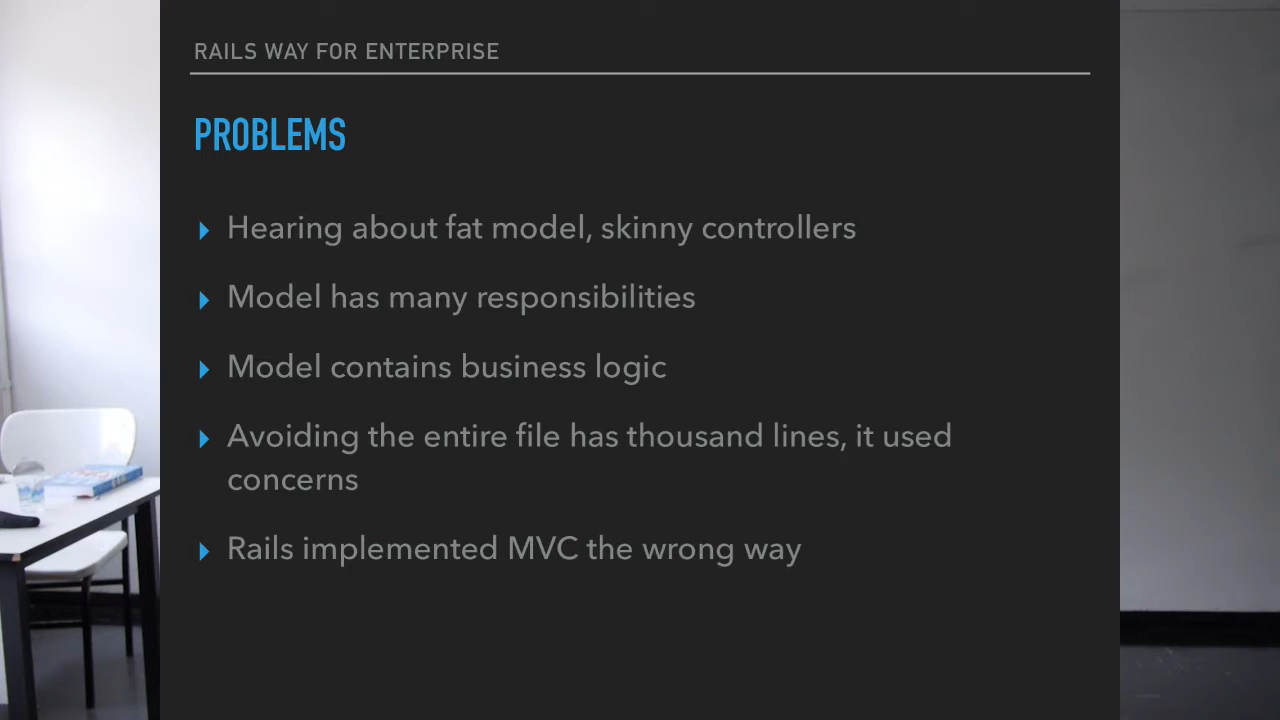 RAILS WAY FOR ENTERPRISE
PROBLEMS
Hearing about fat model, skinny controllers
Model has many responsibilities
Model contains business logic
Avoiding the entire file has thousand lines, it used
concerns
Rails implemented MVC the wrong way